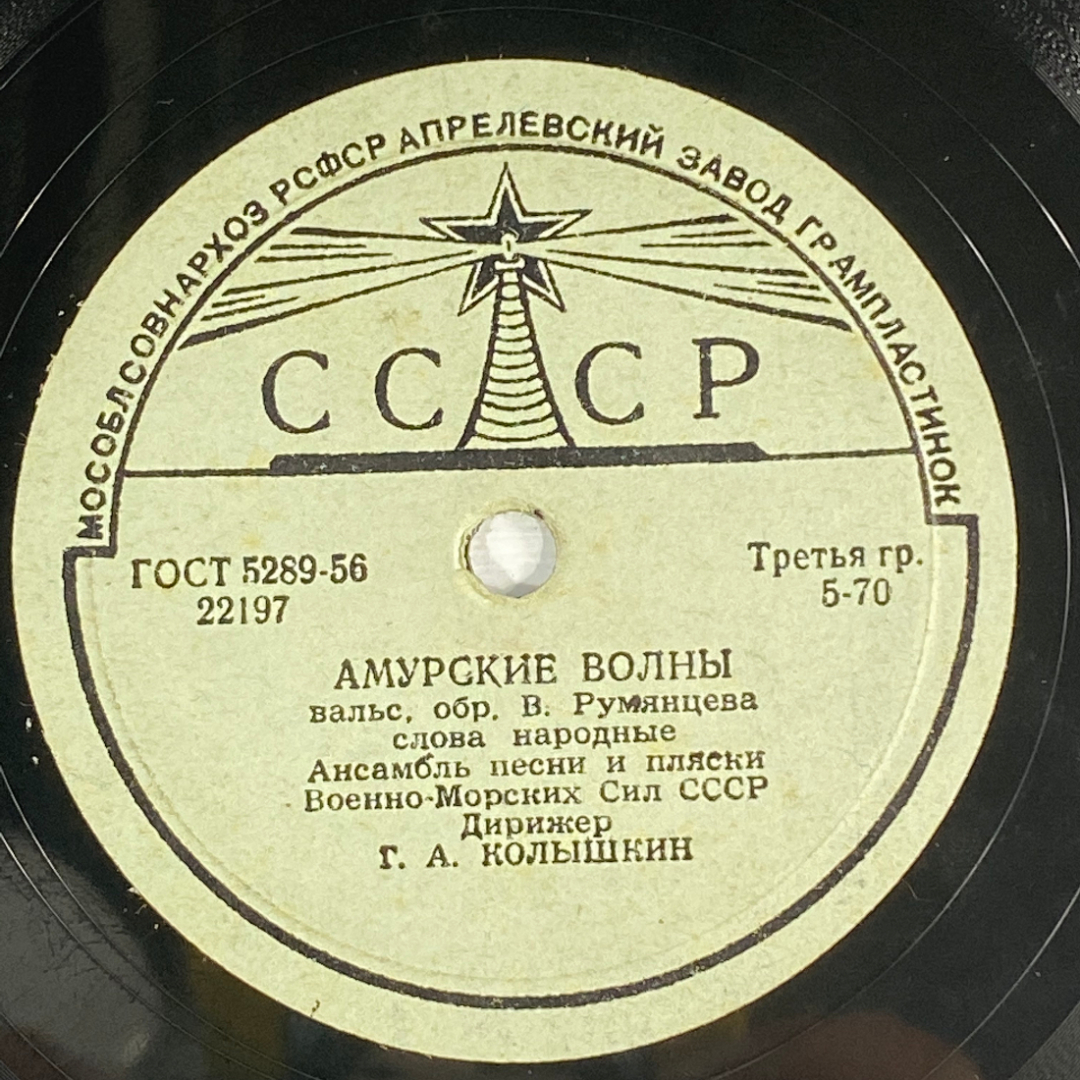 МОСОБЛСОВНАРХОЗ РСФСР АПРЕЛЕВСКИЙ ЗАВОД ГРАМПЛАСТИНОК
СССР
ГОСТ 5289-56
22197
Третья гр.
5-70
АМУРСКИЕ ВОЛНЫ
вальс, обр. В. Румянцева
слова народные
Ансамбль песни и пляски
Военно-Морских Сил СССР
Дирижер
Г. А. КОЛЫШКИН